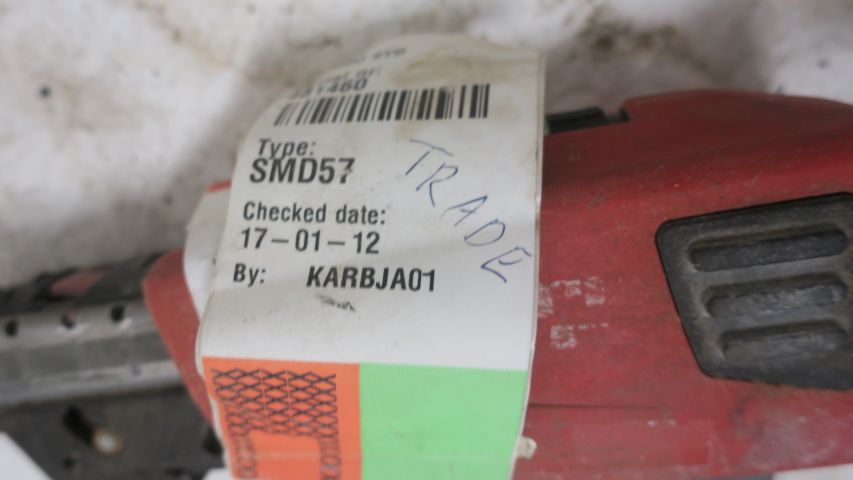 Type:
SMD57
Checked date:
17-01-12
By: KARBJA01
TRADE